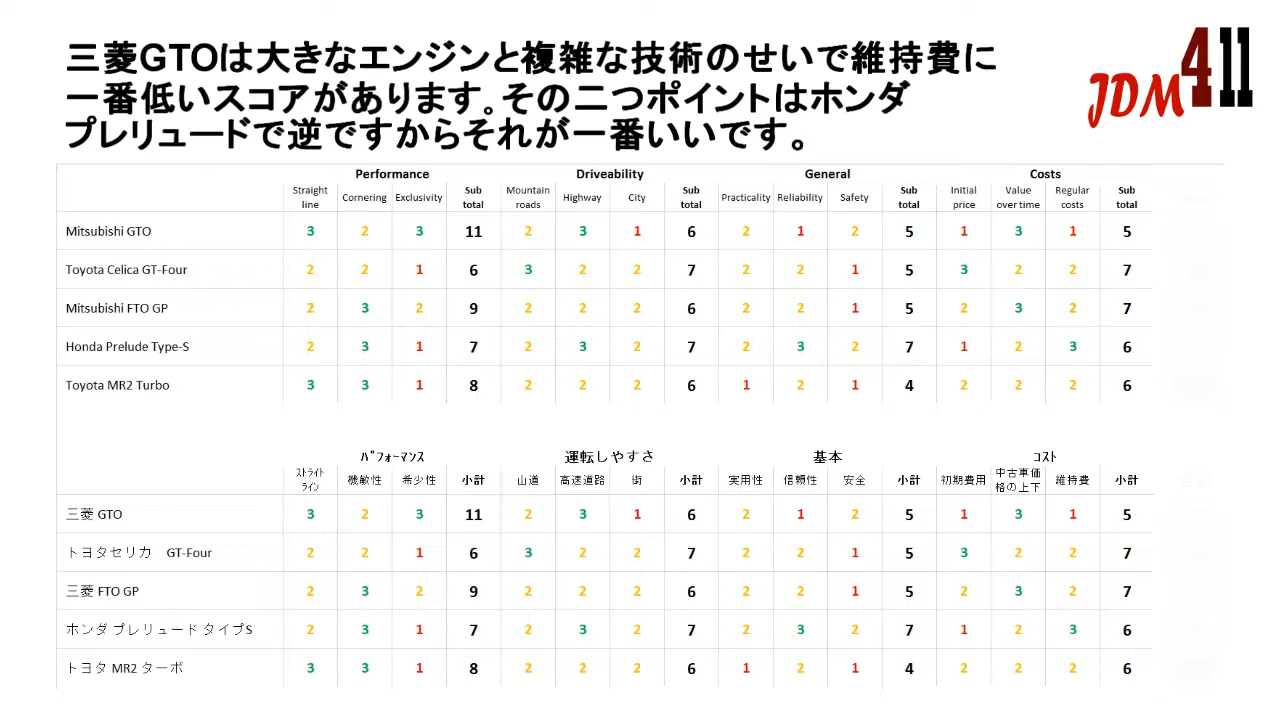 三菱GTOは大きなエンジンと複雑な技術のせいで維持費に
一番低いスコアがあります。その二つポイントはホンダ
プレリュードで逆ですからそれが一番いいです。
JDM411
Performance Driveability General Costs
Straight line Cornering Exclusivity Sub total Mountain roads Highway City Sub total Practicality Reliability Safety Sub total Initial price Value over time Regular costs Sub total
Mitsubishi GTO 3 2 3 11 2 3 1 6 2 1 2 5 1 3 1 5
Toyota Celica GT-Four 2 2 1 6 3 2 2 7 2 2 1 5 3 2 2 7
Mitsubishi FTO GP 2 3 2 9 2 2 2 6 2 2 1 5 2 3 2 7
Honda Prelude Type-S 2 3 1 7 2 3 2 7 2 3 2 7 1 2 3 6
Toyota MR2 Turbo 3 3 1 8 2 2 2 6 1 2 1 4 2 2 2 6
ﾊﾟﾌｫｰﾏﾝｽ 運転しやすさ 基本 ｺｽﾄ
ｽﾄﾗｲﾄ ﾗｲﾝ 機敏性 希少性 小計 山道 高速道路 街 小計 実用性 信頼性 安全 小計 初期費用 中古車価格の上下 維持費 小計
三菱 GTO 3 2 3 11 2 3 1 6 2 1 2 5 1 3 1 5
トヨタセリカ　GT-Four 2 2 1 6 3 2 2 7 2 2 1 5 3 2 2 7
三菱 FTO GP 2 3 2 9 2 2 2 6 2 2 1 5 2 3 2 7
ホンダ プレリュード タイプS 2 3 1 7 2 3 2 7 2 3 2 7 1 2 3 6
トヨタ MR2 ターボ 3 3 1 8 2 2 2 6 1 2 1 4 2 2 2 6